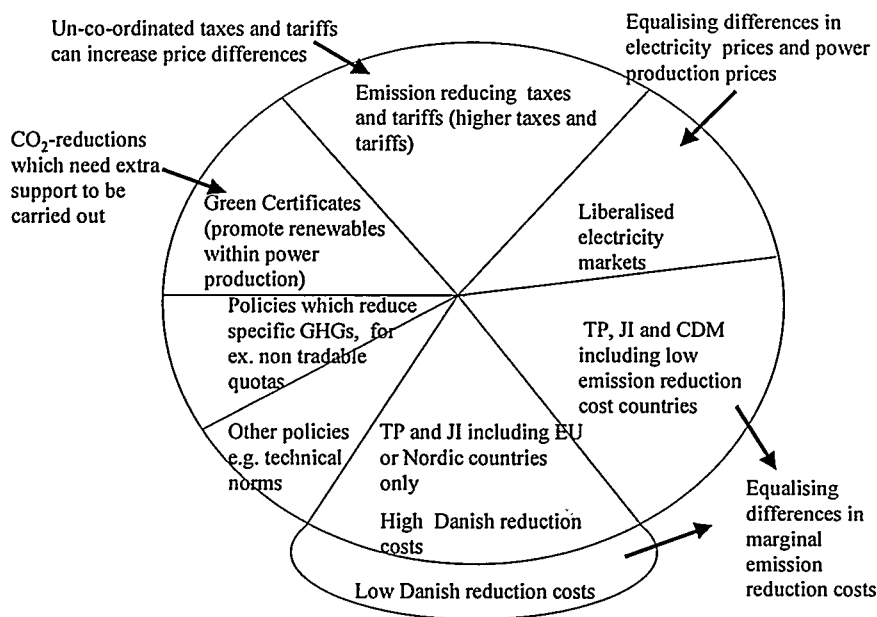 Un-co-ordinated taxes and tariffs
can increase price differences
Equalising differences in
electricity prices and power
production prices
Emission reducing taxes
and tariffs (higher taxes and
tariffs)
CO₂-reductions
which need extra
support to be
carried out
Green Certificates
(promote renewables
within power
production)
Liberalised
electricity
markets
Policies which reduce
specific GHGs, for
ex. non tradable
quotas
TP, JI and CDM
including low
emission reduction
cost countries
Other policies
e.g. technical
norms
TP and JI including EU
or Nordic countries
only
High Danish reduction
costs
Low Danish reduction costs
Equalising
differences in
marginal
emission
reduction costs